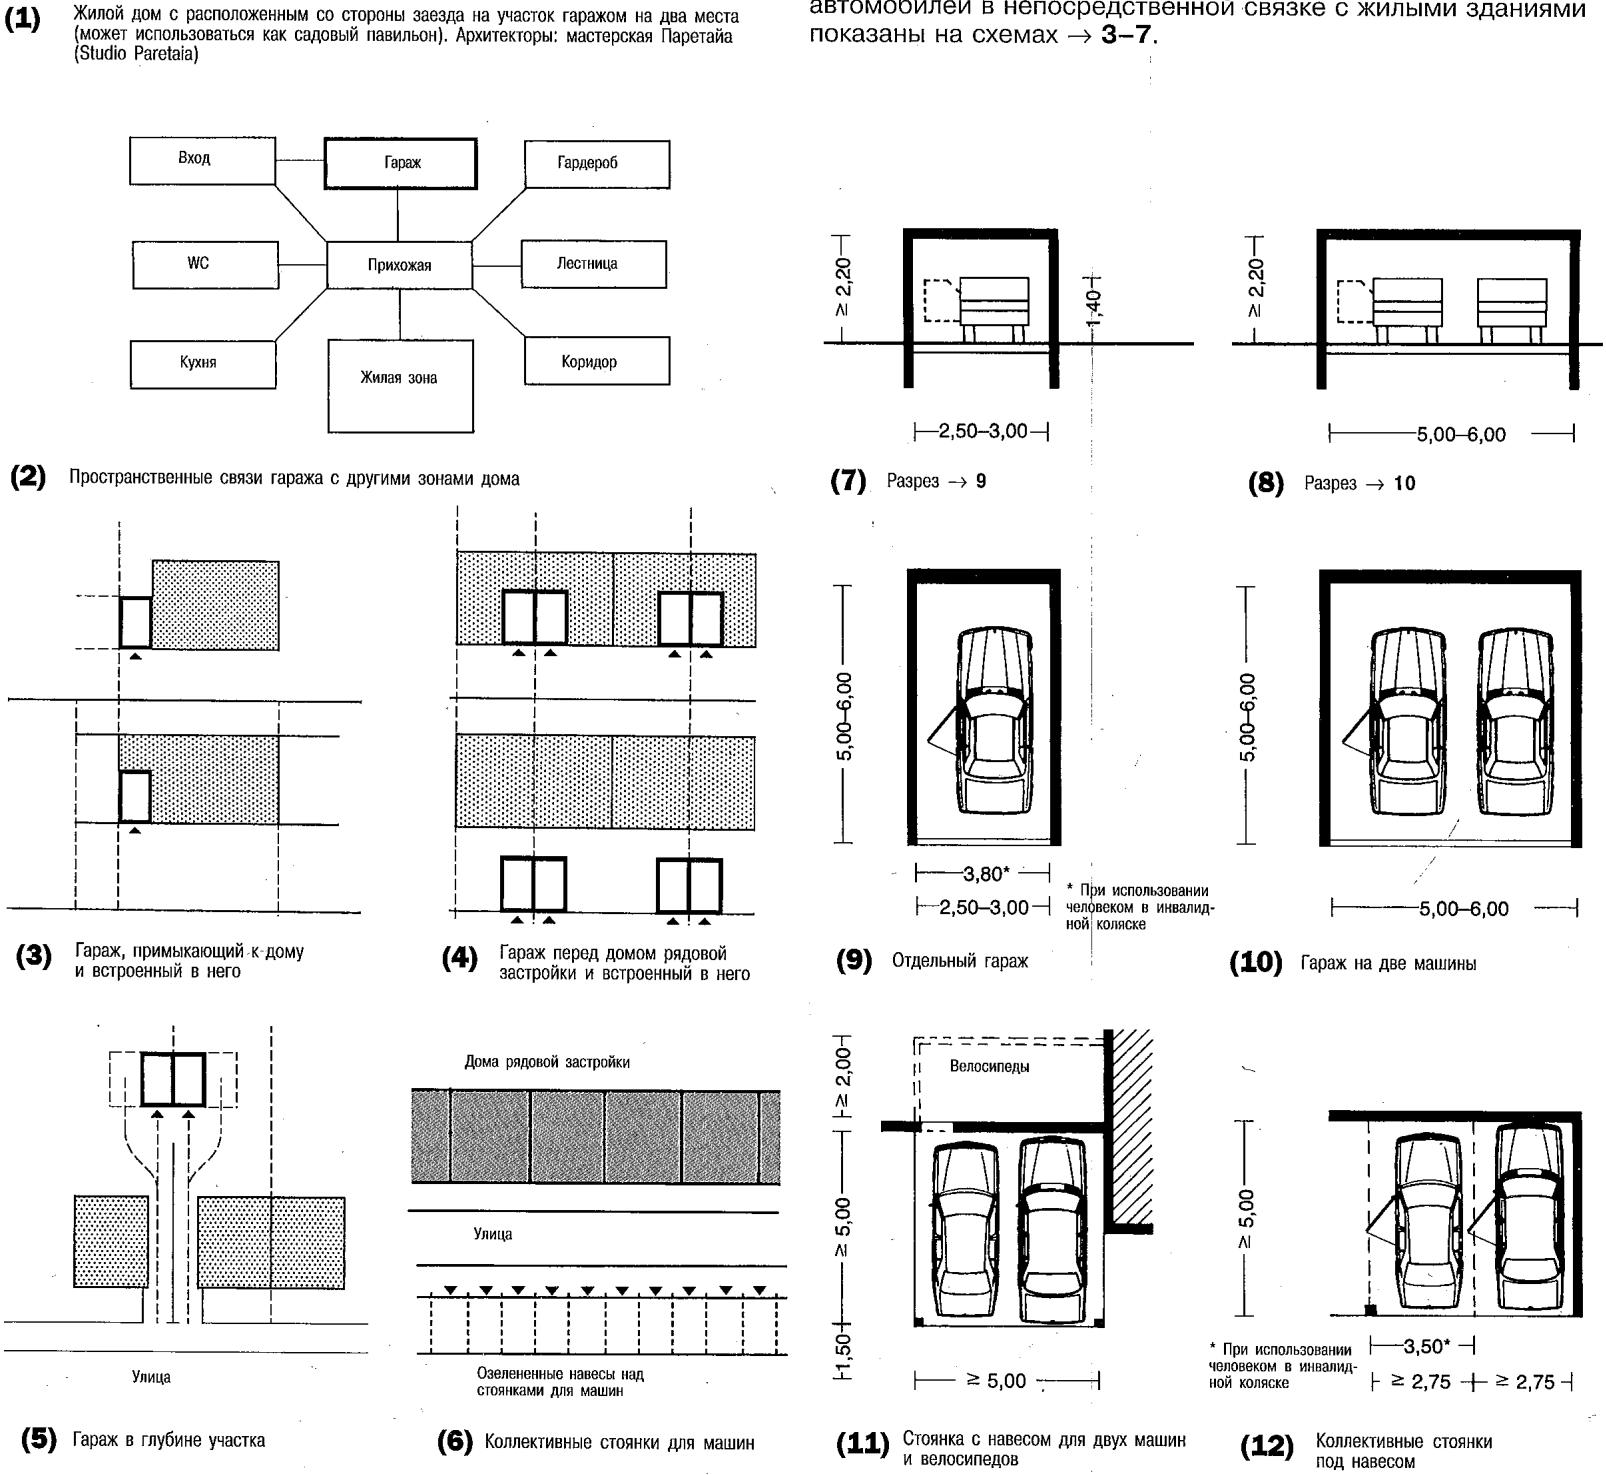 (1) Жилой дом с расположенным со стороны заезда на участок гаражом на два места
(может использоваться как садовый павильон). Архитекторы: мастерская Паретайа
(Studio Paretaia)
автомобилей в непосредственной связке с жилыми зданиями
показаны на схемах → 3–7.
Вход
Гараж
Гардероб
WC
Прихожая
Лестница
Кухня
Жилая зона
Коридор
(2) Пространственные связи гаража с другими зонами дома
≥ 2,20
1,40
2,50–3,00
(7) Разрез → 9
≥ 2,20
5,00–6,00
(8) Разрез → 10
(3) Гараж, примыкающий к дому
и встроенный в него
(4) Гараж перед домом рядовой
застройки и встроенный в него
5,00–6,00
3,80*
2,50–3,00
* При использовании
человеком в инвалид-
ной коляске
(9) Отдельный гараж
5,00–6,00
5,00–6,00
(10) Гараж на две машины
Улица
(5) Гараж в глубине участка
Дома рядовой застройки
Улица
Озелененные навесы над
стоянками для машин
(6) Коллективные стоянки для машин
Велосипеды
≥ 2,00
≥ 5,00
1,50
≥ 5,00
(11) Стоянка с навесом для двух машин
и велосипедов
≥ 5,00
* При использовании
человеком в инвалид-
ной коляске
3,50*
≥ 2,75
≥ 2,75
(12) Коллективные стоянки
под навесом